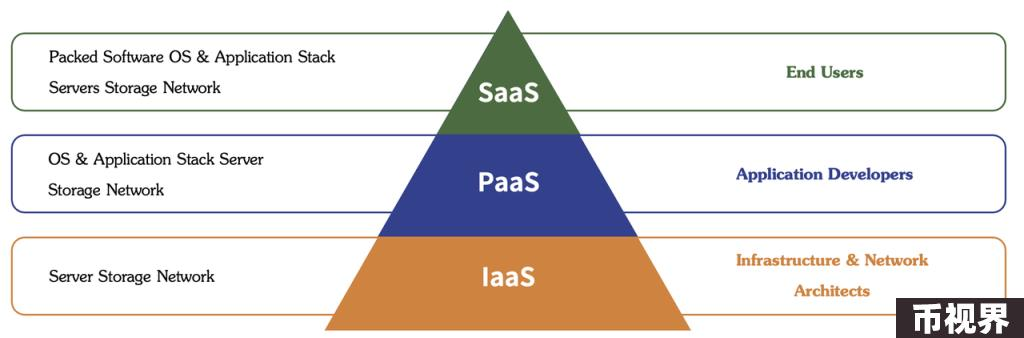 Packed Software OS & Application Stack
Servers Storage Network
SaaS
End Users
OS & Application Stack Server
Storage Network
PaaS
Application Developers
Server Storage Network
IaaS
Infrastructure & Network
Architects
币视界